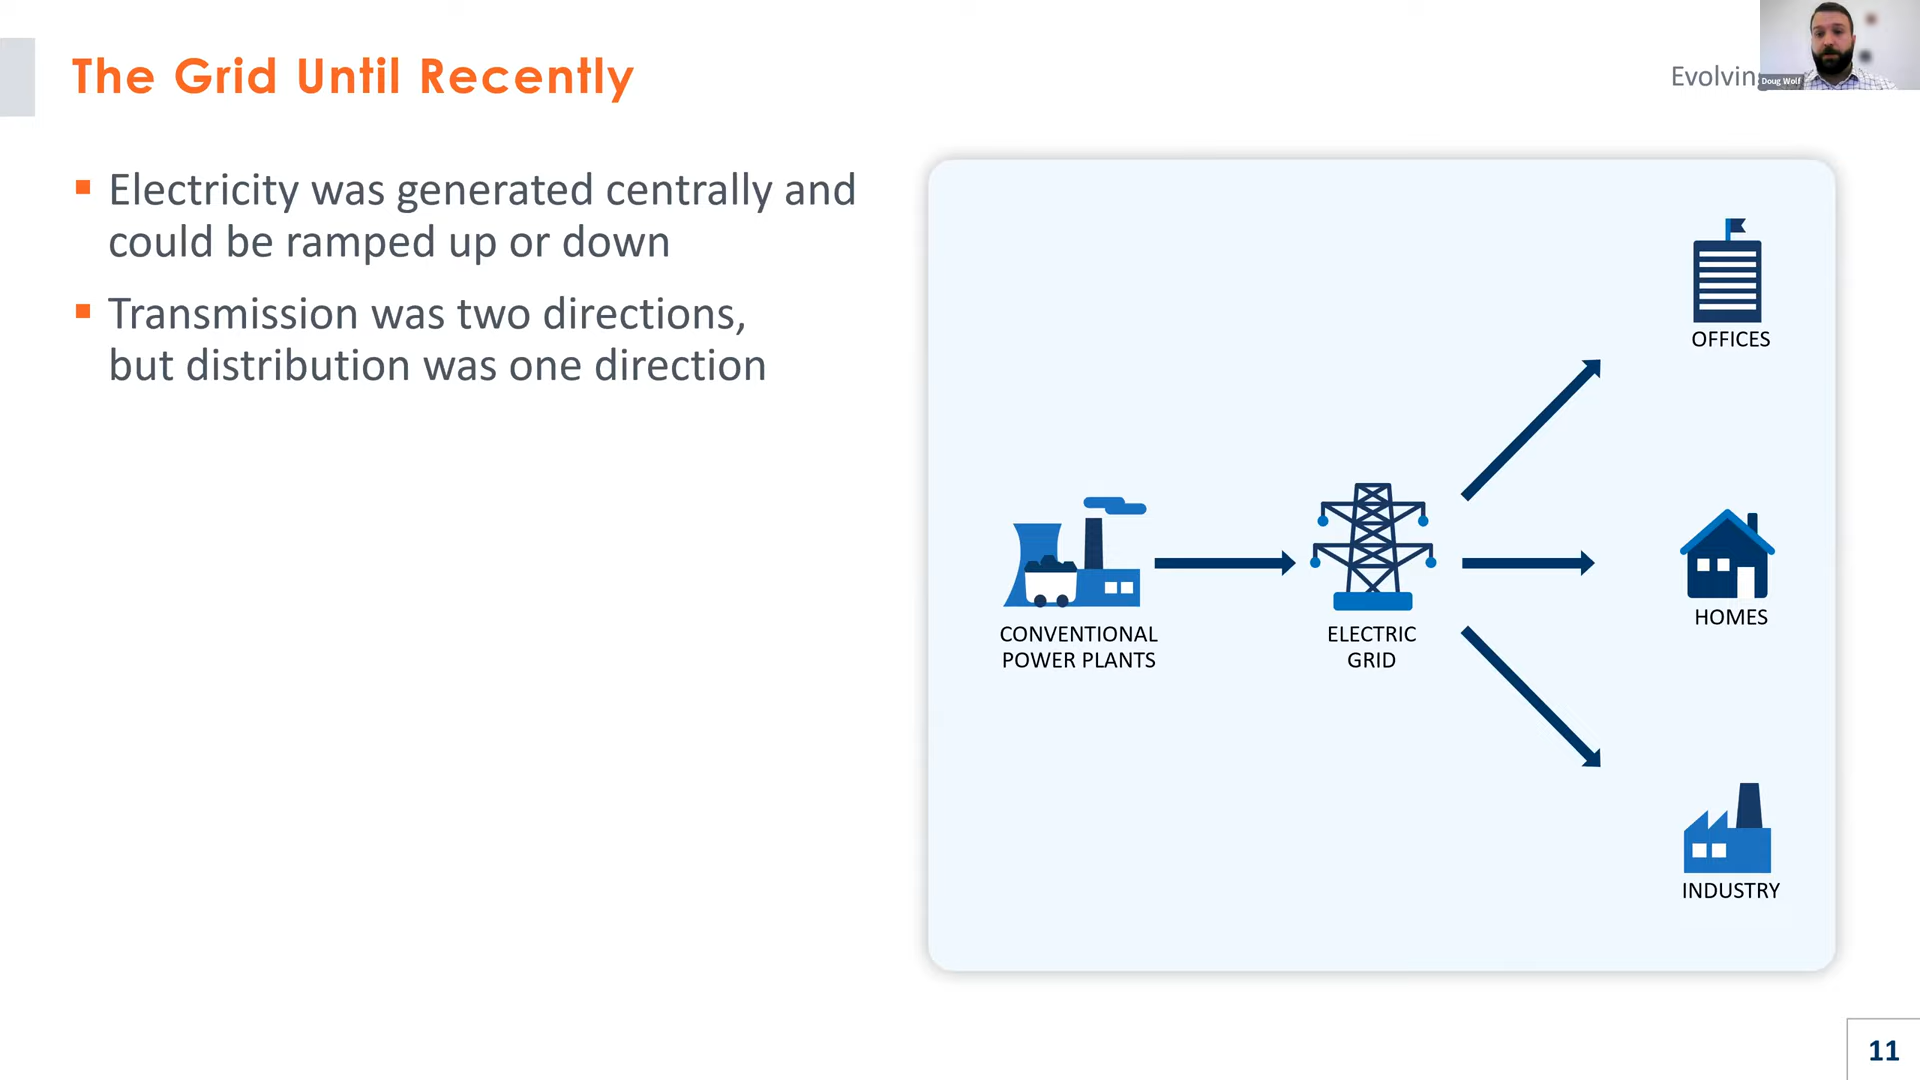 The Grid Until Recently
Evolving
Doug Wolf
Electricity was generated centrally and
could be ramped up or down
Transmission was two directions,
but distribution was one direction
OFFICES
HOMES
CONVENTIONAL
POWER PLANTS
ELECTRIC
GRID
INDUSTRY
11